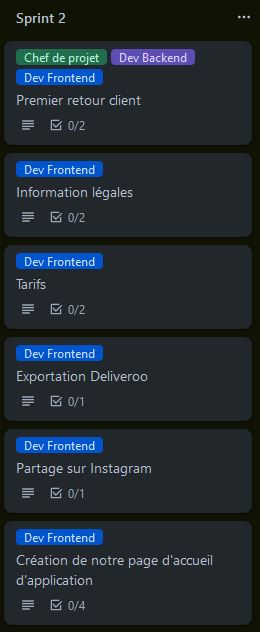 Sprint 2
Chef de projet Dev Backend
Dev Frontend
Premier retour client
0/2
Dev Frontend
Information légales
0/2
Dev Frontend
Tarifs
0/2
Dev Frontend
Exportation Deliveroo
0/1
Dev Frontend
Partage sur Instagram
0/1
Dev Frontend
Création de notre page d'accueil
d'application
0/4